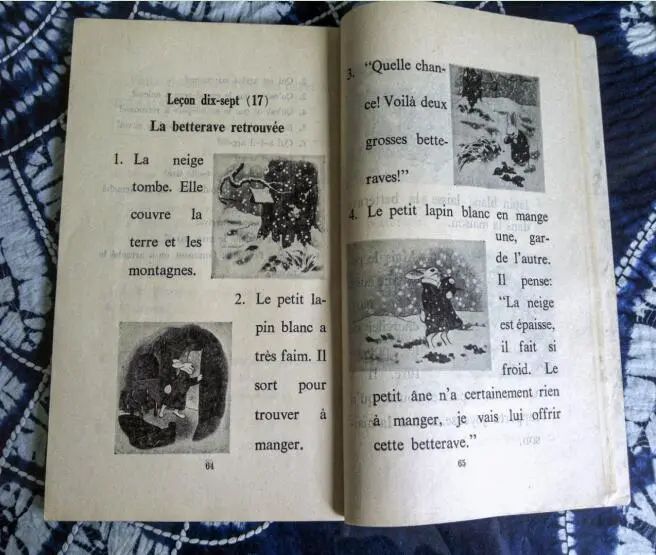 Leçon dix-sept (17)
La betterave retrouvée
1. La neige
tombe. Elle
couvre la
terre et les
montagnes.
2. Le petit la-
pin blanc a
très faim. Il
sort pour
trouver à
manger.
64
3. “Quelle chan-
ce! Voilà deux
grosses bette-
raves!”
4. Le petit lapin blanc en mange
une, gar-
de l’autre.
Il pense:
“La neige
est épaisse,
il fait si
froid. Le
petit âne n’a certainement rien
à manger, je vais lui offrir
cette betterave.”
65